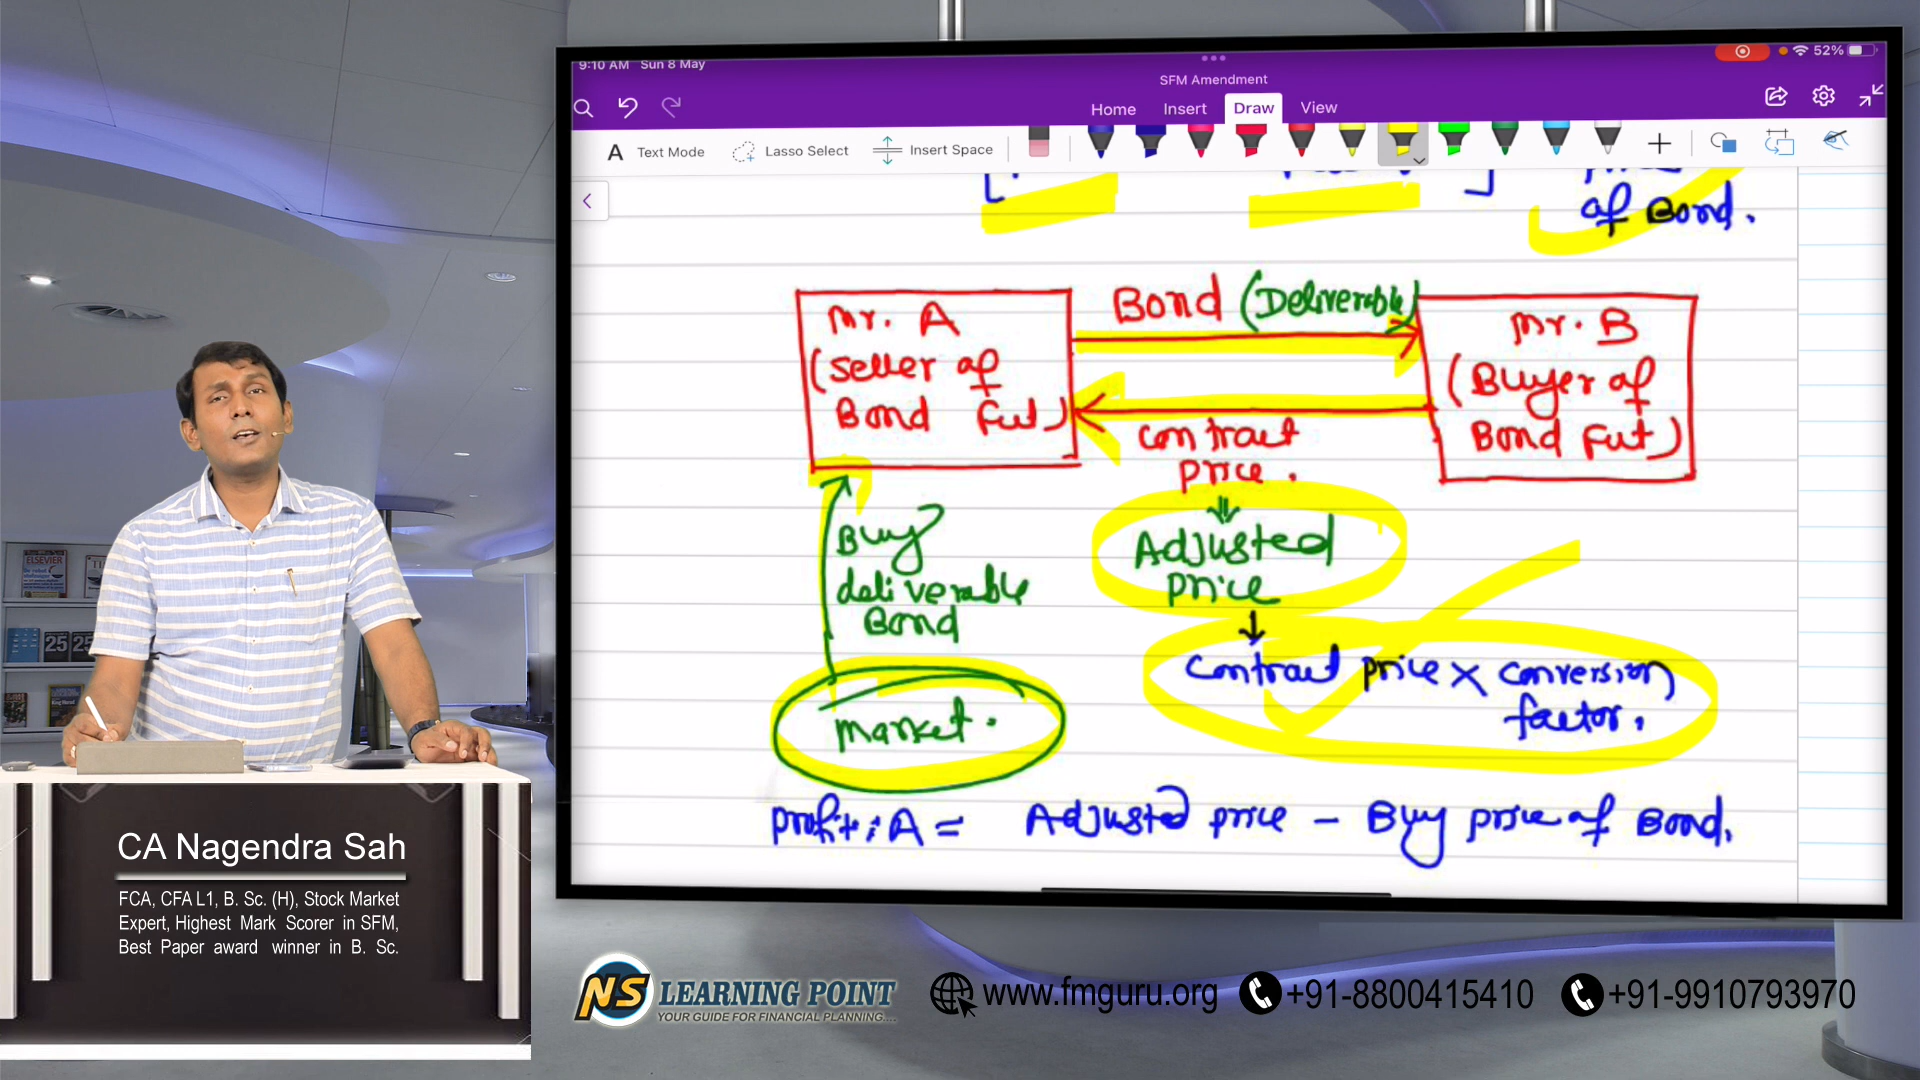 9:10 AM Sun 8 May
52%
SFM Amendment
Home Insert Draw View
Text Mode Lasso Select Insert Space
of Bond.
Bond (Deliverable)
Mr. A
(seller of
Bond Fut)
Mr. B
(Buyer of
Bond Fut)
contract
price.
Adjusted
price
Buy
deliverable
Bond
contract price x conversion
factor.
market.
Profit: A = Adjusted price - Buy price of Bond.
ELSEVIER
25 25
CA Nagendra Sah
FCA, CFA L1, B. Sc. (H), Stock Market
Expert, Highest Mark Scorer in SFM,
Best Paper award winner in B. Sc.
NS LEARNING POINT
YOUR GUIDE FOR FINANCIAL PLANNING....
www.fmguru.org +91-8800415410 +91-9910793970